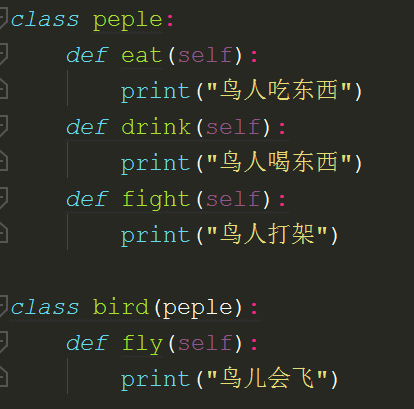 class peple:
    def eat(self):
        print("鸟人吃东西")
    def drink(self):
        print("鸟人喝东西")
    def fight(self):
        print("鸟人打架")
class bird(peple):
    def fly(self):
        print("鸟儿会飞")